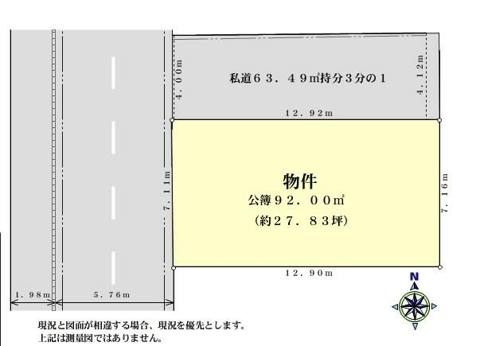 4.00m
私道63.49㎡持分3分の1
4.12m
12.92m
7.11m
物件
公簿92.00㎡
(約27.83坪)
7.16m
12.90m
1.98m
5.76m
N
現況と図面が相違する場合、現況を優先とします。
上記は測量図ではありません。